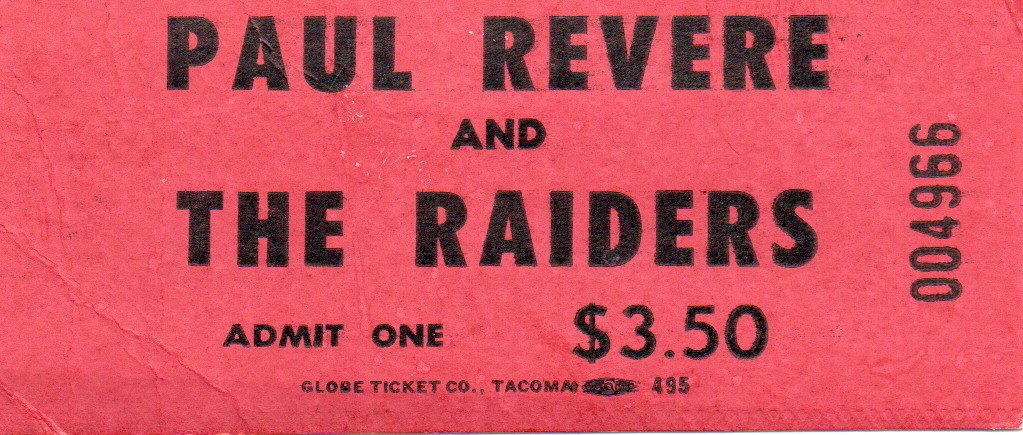 PAUL REVERE
AND
THE RAIDERS
ADMIT ONE $3.50
GLOBE TICKET CO., TACOMA 495
004966